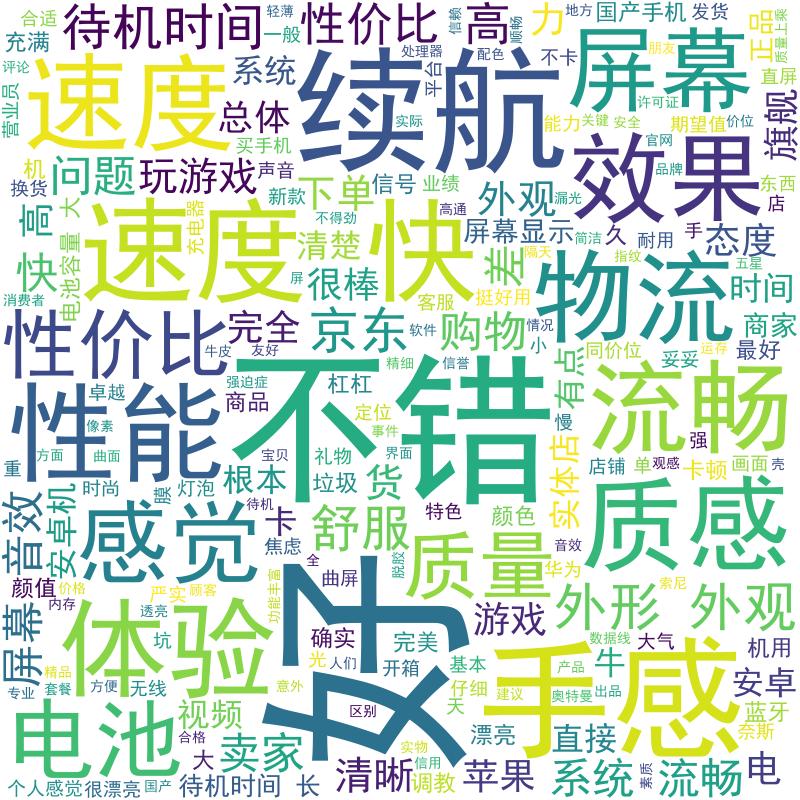 合适
轻薄
待机时间
性价比
高
信赖
顺畅
力
地方
国产手机
发货
正品
质量上乘
充满
一般
处理器
配色
平台
不卡
评论
营业员
速度
系统
续航
屏幕
直屏
总体
实际
能力
关键
安全
许可证
朋友
期望值
价位
旗舰
机
买手机
官网
换货
问题
玩游戏
声音
效果
品牌
东西
店
高
大
新款
下单
信号
业绩
外观
漏光
手
不得劲
高通
屏幕显示
简洁
久
耐用
态度
快
电池容量
速度
充电器
清楚
快
差
隔天
指纹
五星
消费者
屏
很棒
客服
挺好用
物流
时间
商家
性价比
完全
京东
软件
购物
情况
小
同价位
妥妥
运存
最好
牛皮
友好
不错
精细
信誉
有点
性能
卓越
强迫症
杠杠
商品
定位
慢
流畅
像素
事件
强
方面
曲面
宝贝
礼物
界面
实体店
店铺
单
观感
卡顿
画面
壳
重
时尚
灯泡
根本
垃圾
货
膜
待机
音效
安卓机
感觉
卡
舒服
特色
颜色
质感
焦虑
全
质量
音效
颜值
价格
严实
顾客
功能丰富
曲屏
脱胶
华为
索尼
内存
好
外形
外观
屏幕
体验
透亮
坑
确实
完美
游戏
数据线
大气
机用
光
人们
开箱
基本
手感
产品
牛
安卓
精品
专业
套餐
方便
无线
意外
仔细
天
建议
奥特曼
出品
蓝牙
电池
视频
区别
漂亮
直接
奈斯
合格
大
卖家
实物
信用
清晰
调教
苹果
系统
素质
流畅
电
个人感觉
很漂亮
国产
待机时间
长